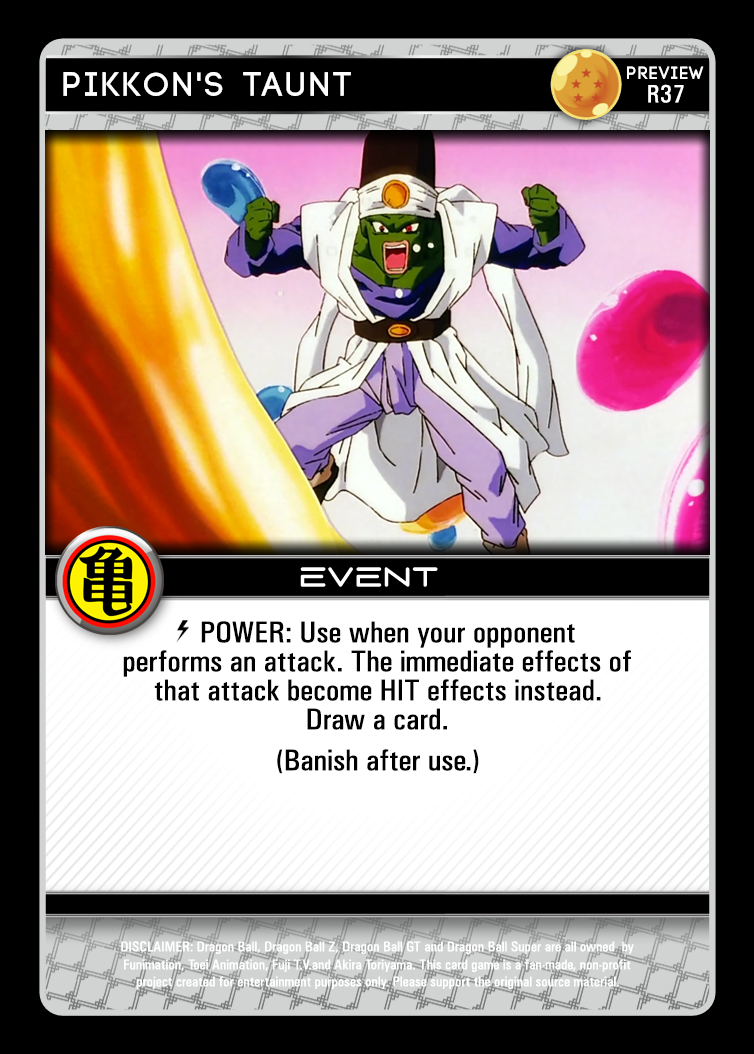 PIKKON'S TAUNT
PREVIEW
R37
亀
EVENT
POWER: Use when your opponent
performs an attack. The immediate effects of
that attack become HIT effects instead.
Draw a card.
(Banish after use.)
DISCLAIMER: Dragon Ball, Dragon Ball Z, Dragon Ball GT and Dragon Ball Super are all owned by
Funimation, Toei Animation, Fuji T.V.and Akira Toriyama. This card game is a fan-made, non-profit
project created for entertainment purposes only. Please support the original source material.